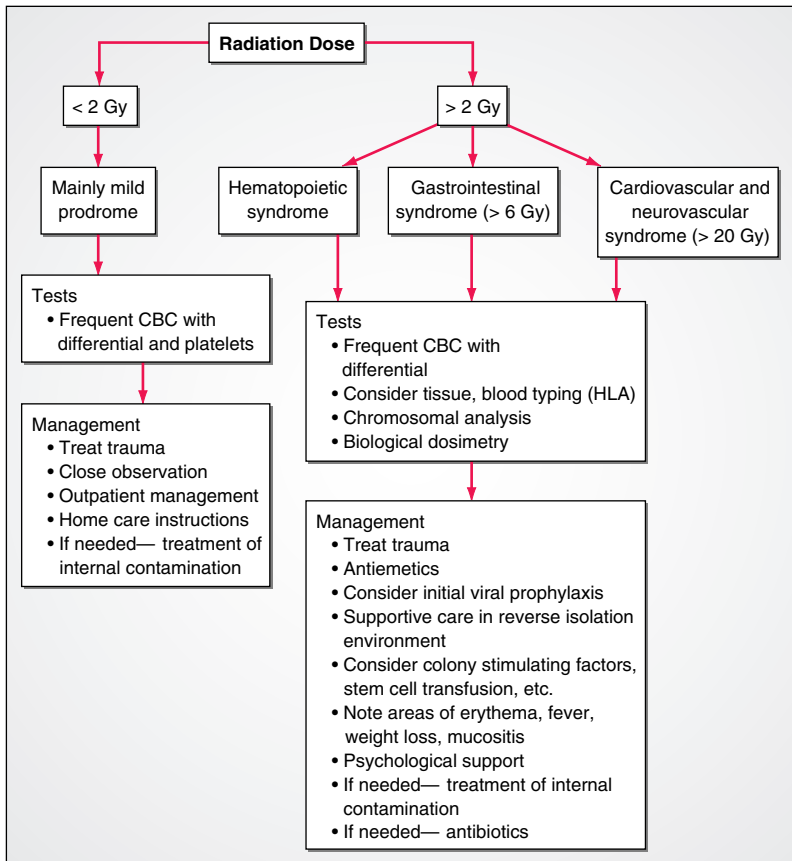 Radiation Dose
< 2 Gy
> 2 Gy
Mainly mild
prodrome
Hematopoietic
syndrome
Gastrointestinal
syndrome (> 6 Gy)
Cardiovascular and
neurovascular
syndrome (> 20 Gy)
Tests
• Frequent CBC with
differential and platelets
Management
• Treat trauma
• Close observation
• Outpatient management
• Home care instructions
• If needed— treatment of
internal contamination
Tests
• Frequent CBC with
differential
• Consider tissue, blood typing (HLA)
• Chromosomal analysis
• Biological dosimetry
Management
• Treat trauma
• Antiemetics
• Consider initial viral prophylaxis
• Supportive care in reverse isolation
environment
• Consider colony stimulating factors,
stem cell transfusion, etc.
• Note areas of erythema, fever,
weight loss, mucositis
• Psychological support
• If needed— treatment of internal
contamination
• If needed— antibiotics